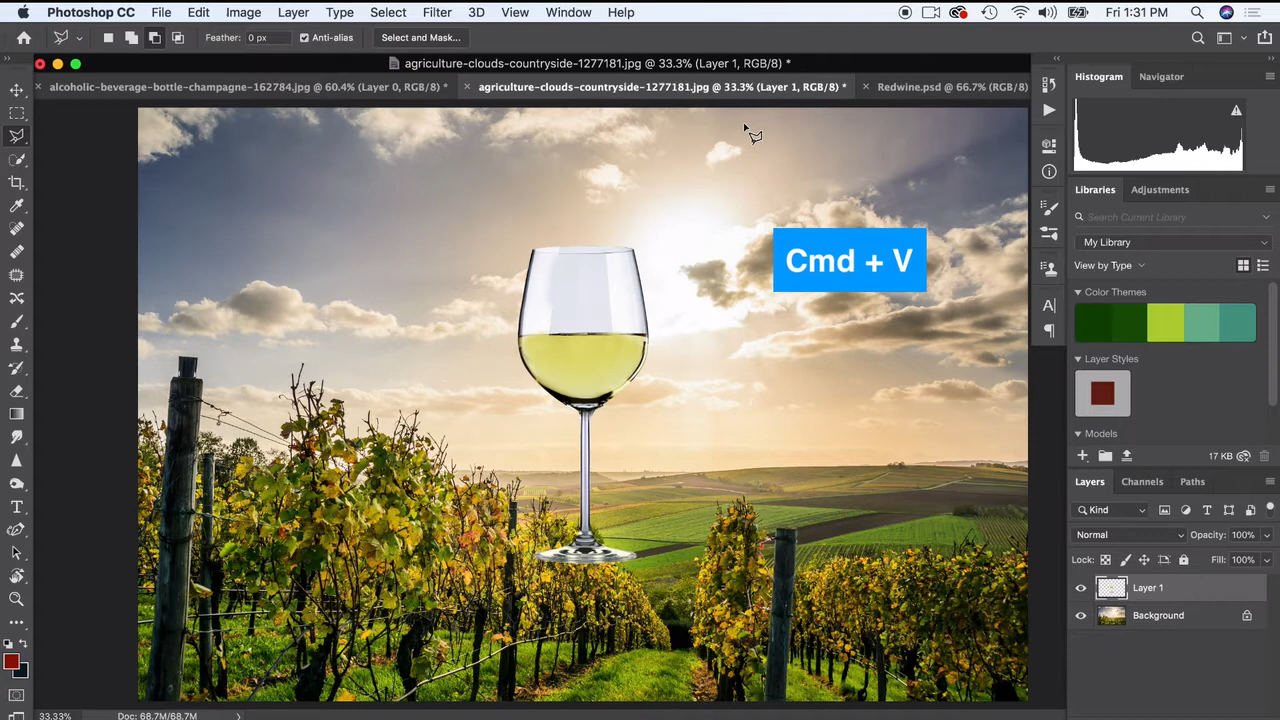 Photoshop CC File Edit Image Layer Type Select Filter 3D View Window Help Fri 1:31 PM
Feather: 0 px Anti-alias Select and Mask...
agriculture-clouds-countryside-1277181.jpg @ 33.3% (Layer 1, RGB/8) *
alcoholic-beverage-bottle-champagne-162784.jpg @ 60.4% (Layer 0, RGB/8) * agriculture-clouds-countryside-1277181.jpg @ 33.3% (Layer 1, RGB/8) * Redwine.psd @ 66.7% (RGB/8)
Histogram Navigator
Libraries Adjustments
Search Current Library
My Library
View by Type
Color Themes
Cmd + V
Layer Styles
Models
17 KB
Layers Channels Paths
Kind
Normal Opacity: 100%
Lock: Fill: 100%
Layer 1
Background
33.33% Doc: 68.7M/68.7M